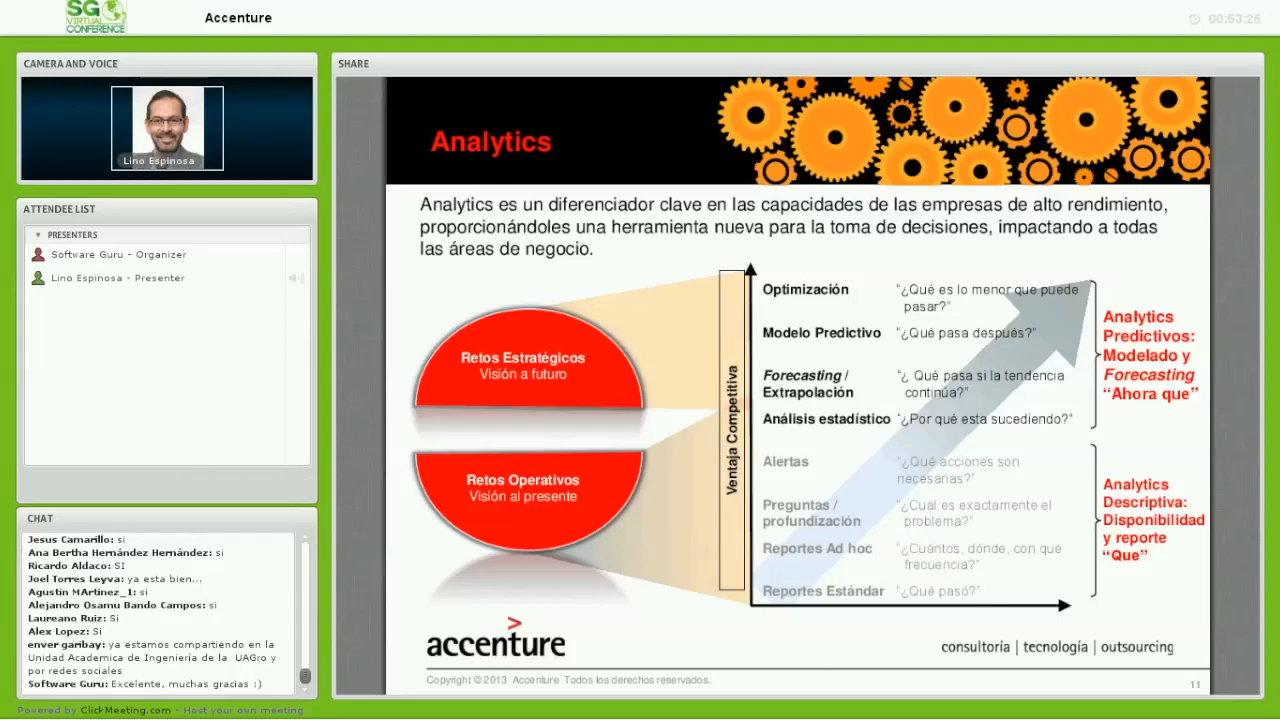 SG
VIRTUAL
CONFERENCE
Accenture
00:53:25
CAMERA AND VOICE
Lino Espinosa
ATTENDEE LIST
PRESENTERS
Software Guru - Organizer
Lino Espinosa - Presenter
CHAT
Jesus Camarillo: si
Ana Bertha Hernández Hernández: si
Ricardo Aldaco: SI
Joel Torres Leyva: ya esta bien...
Agustin MArtinez_1: si
Alejandro Osamu Bando Campos: si
Laureano Ruiz: Si
Alex Lopez: Si
enver garibay: ya estamos compartiendo en la
Unidad Academica de Ingeniería de la UAGro y
por redes sociales
Software Guru: Excelente, muchas gracias :)
Powered by ClickMeeting.com - Host your own meeting
SHARE
Analytics
Analytics es un diferenciador clave en las capacidades de las empresas de alto rendimiento,
proporcionándoles una herramienta nueva para la toma de decisiones, impactando a todas
las áreas de negocio.
Retos Estratégicos
Visión a futuro
Retos Operativos
Visión al presente
Ventaja Competitiva
Optimización "¿Qué es lo menor que puede
pasar?"
Modelo Predictivo "¿Qué pasa después?"
Forecasting / "¿ Qué pasa si la tendencia
Extrapolación continúa?"
Análisis estadístico "¿Por qué esta sucediendo?"
Alertas "¿Qué acciones son
necesarias?"
Preguntas / "¿Cuál es exactamente el
profundización problema?"
Reportes Ad hoc "¿Cuántos, dónde, con qué
frecuencia?"
Reportes Estándar "¿Qué pasó?"
Analytics
Predictivos:
Modelado y
Forecasting
"Ahora que"
Analytics
Descriptiva:
Disponibilidad
y reporte
"Que"
>
accenture
consultoría | tecnología | outsourcing
Copyright © 2013 Accenture Todos los derechos reservados.
11